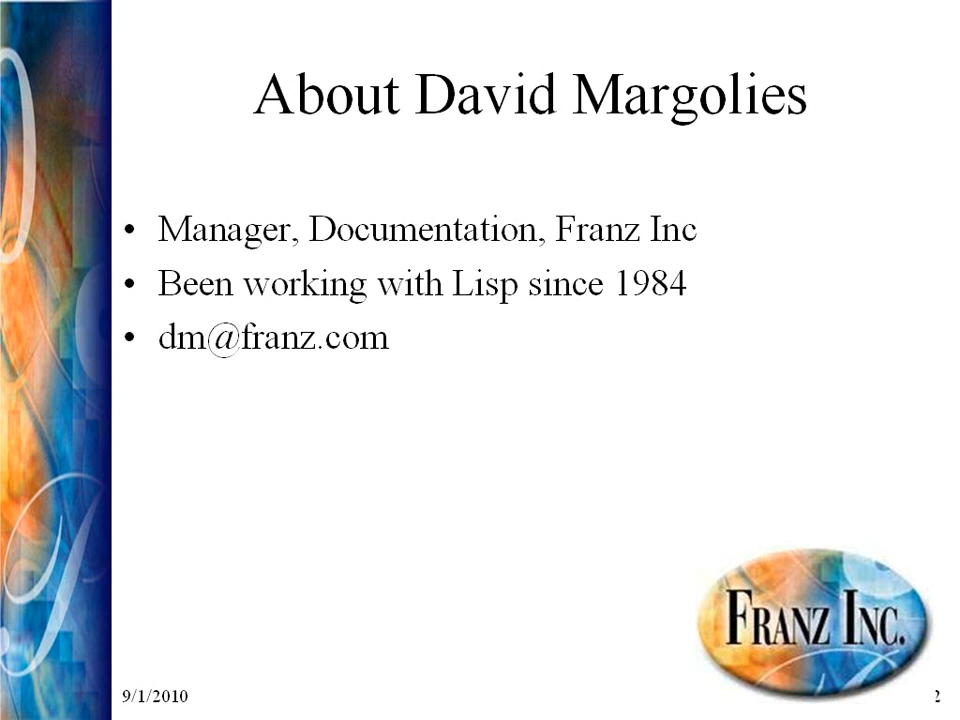 About David Margolies
• Manager, Documentation, Franz Inc
• Been working with Lisp since 1984
• dm@franz.com
FRANZ INC.
9/1/2010
2